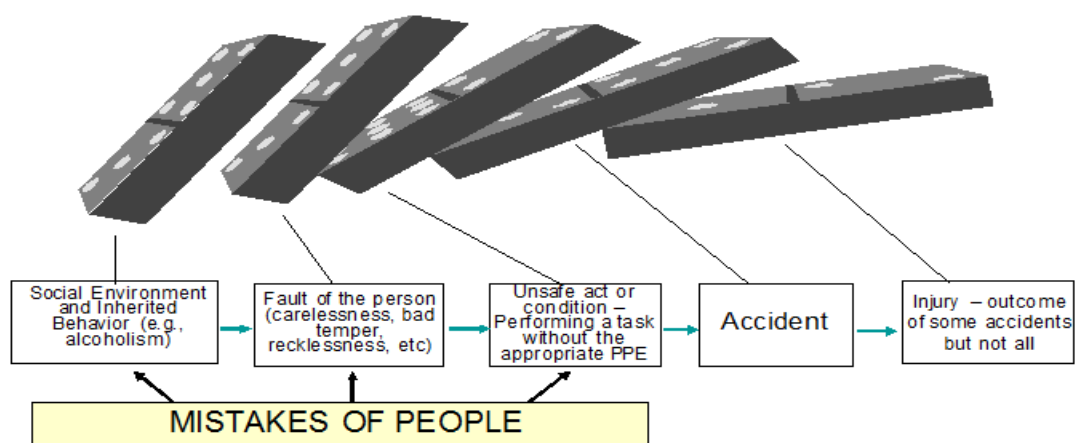 Social Environment
and Inherited
Behavior (e.g.,
alcoholism)
Fault of the person
(carelessness, bad
temper,
recklessness, etc)
Unsafe act or
condition –
Performing a task
without the
appropriate PPE
Accident
Injury – outcome
of some accidents
but not all
MISTAKES OF PEOPLE